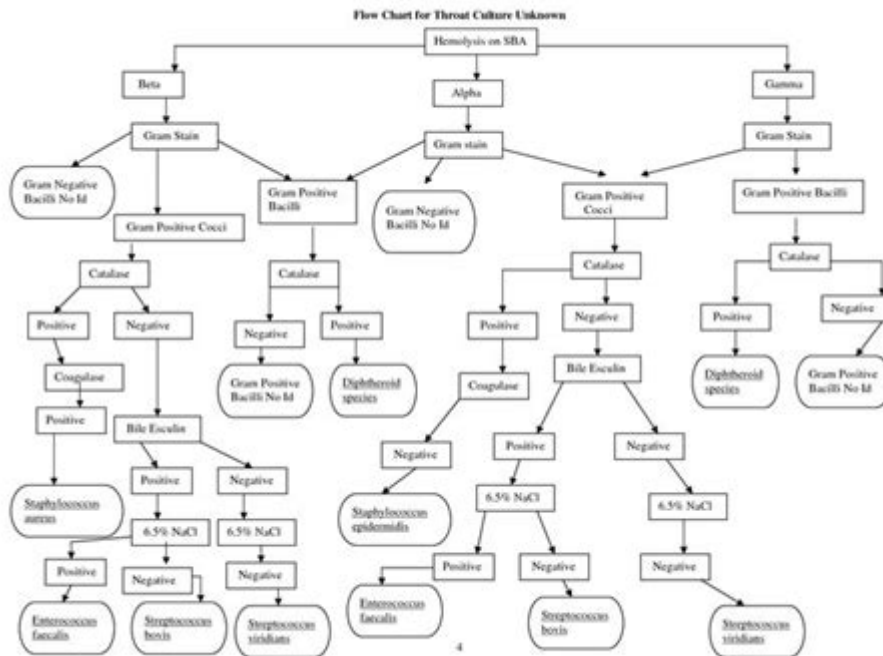 Flow Chart for Throat Culture Unknown
Hemolysis on SBA
Beta
Alpha
Gamma
Gram Stain
Gram stain
Gram Stain
Gram Negative
Bacilli No Id
Gram Positive
Bacilli
Gram Negative
Bacilli No Id
Gram Positive
Cocci
Gram Positive Bacilli
Gram Positive Cocci
Catalase
Catalase
Catalase
Catalase
Positive
Negative
Negative
Positive
Positive
Negative
Positive
Negative
Coagulase
Gram Positive
Bacilli No Id
Diphtheroid
species
Coagulase
Bile Esculin
Diphtheroid
species
Gram Positive
Bacilli No Id
Positive
Bile Esculin
Negative
Positive
Negative
Positive
Negative
Staphylococcus
aureus
6.5% NaCl
6.5% NaCl
Staphylococcus
epidermidis
6.5% NaCl
6.5% NaCl
Positive
Negative
Negative
Positive
Negative
Negative
Enterococcus
faecalis
Streptococcus
bovis
Streptococcus
viridians
Enterococcus
faecalis
Streptococcus
bovis
Streptococcus
viridians
4